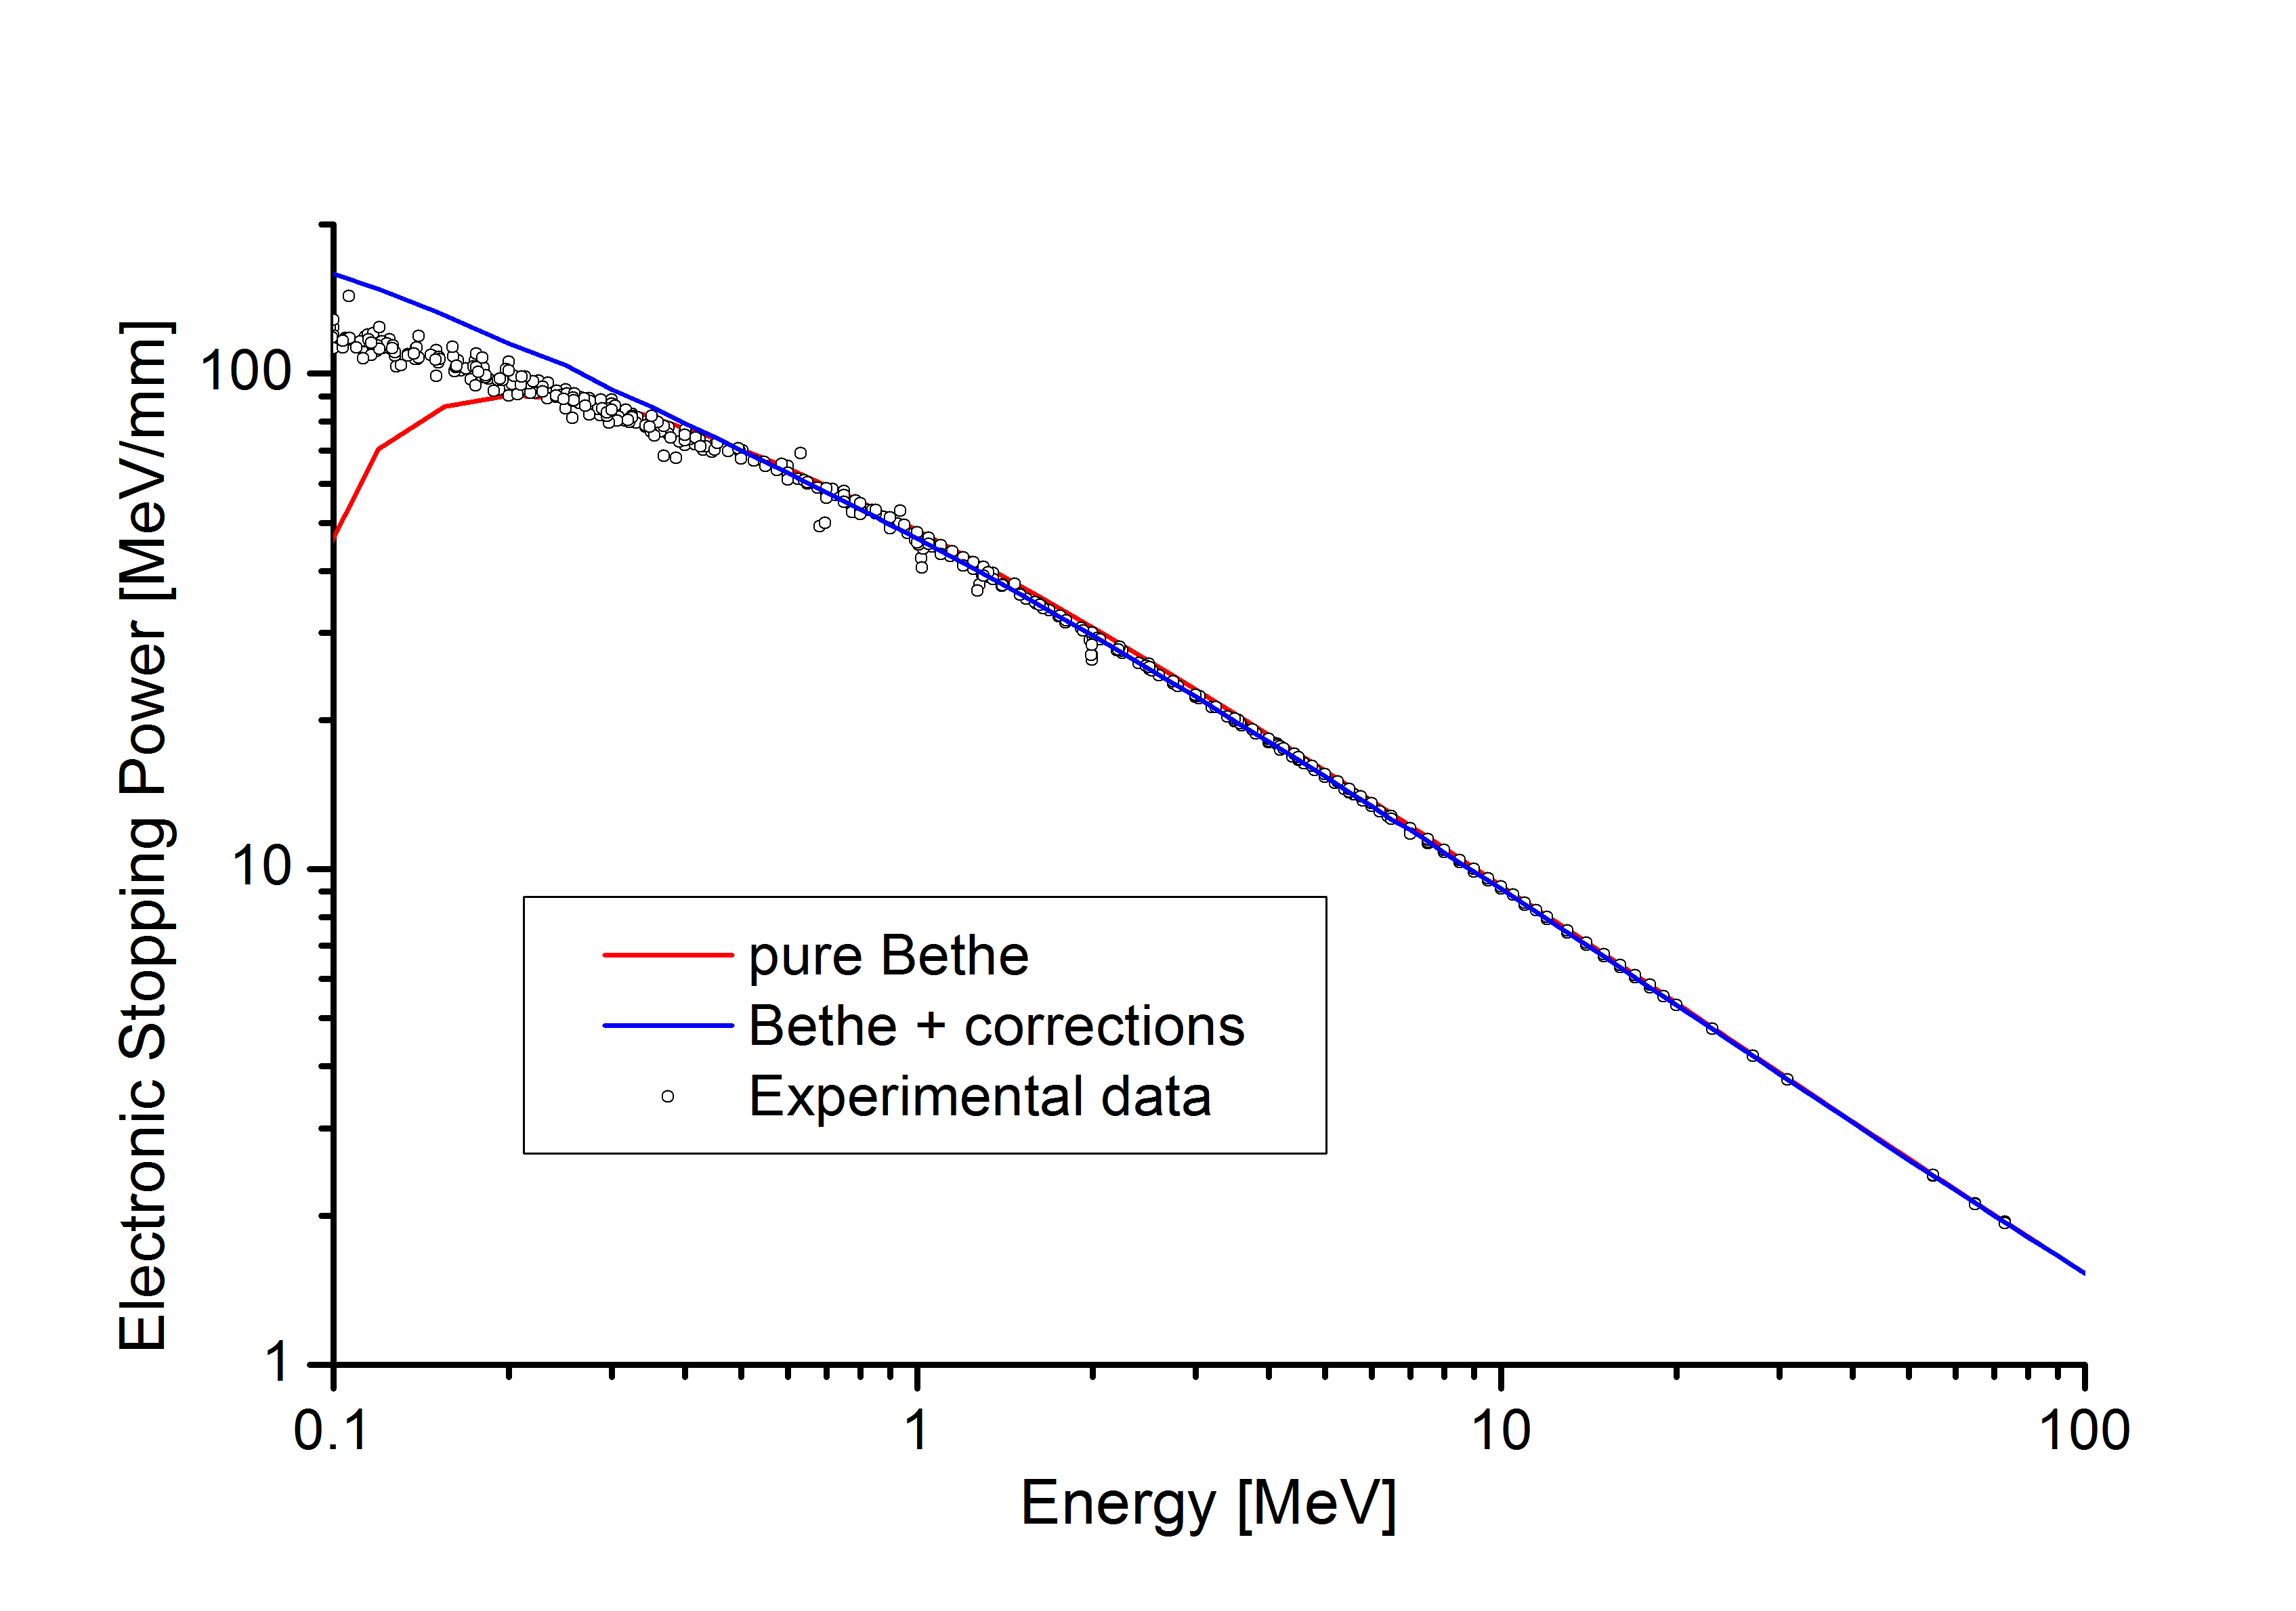 Electronic Stopping Power [MeV/mm]
100
10
1
pure Bethe
Bethe + corrections
Experimental data
0.1 1 10 100
Energy [MeV]